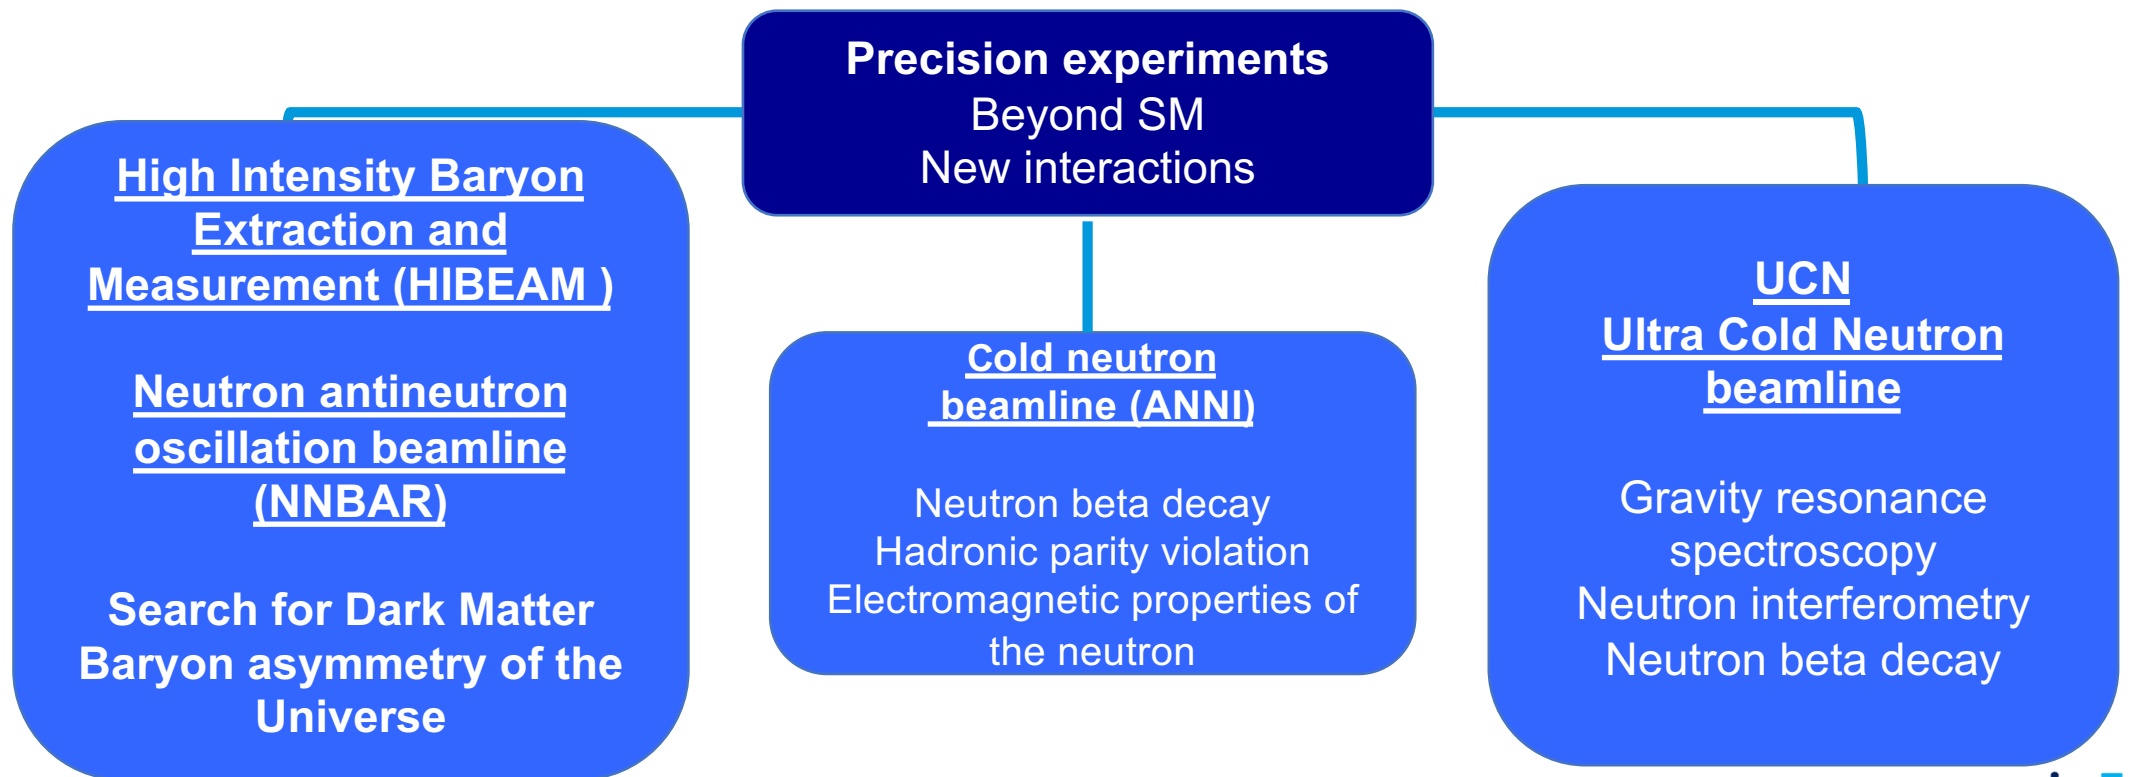 Precision experiments
Beyond SM
New interactions
High Intensity Baryon
Extraction and
Measurement (HIBEAM )
Neutron antineutron
oscillation beamline
(NNBAR)
Search for Dark Matter
Baryon asymmetry of the
Universe
Cold neutron
beamline (ANNI)
Neutron beta decay
Hadronic parity violation
Electromagnetic properties of
the neutron
UCN
Ultra Cold Neutron
beamline
Gravity resonance
spectroscopy
Neutron interferometry
Neutron beta decay